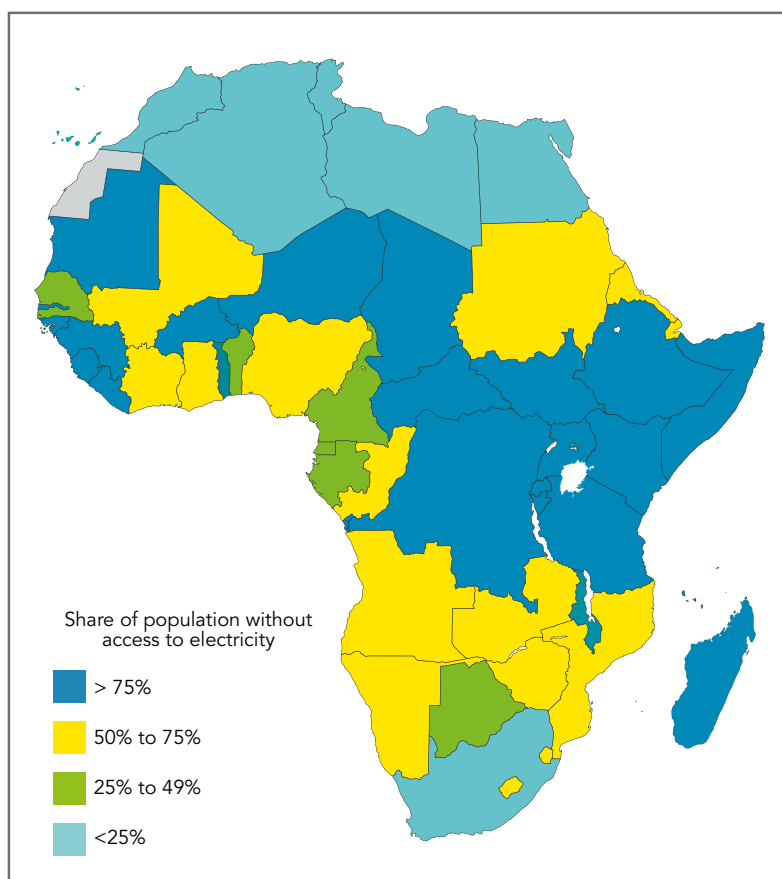 Share of population without
access to electricity
> 75%
50% to 75%
25% to 49%
<25%